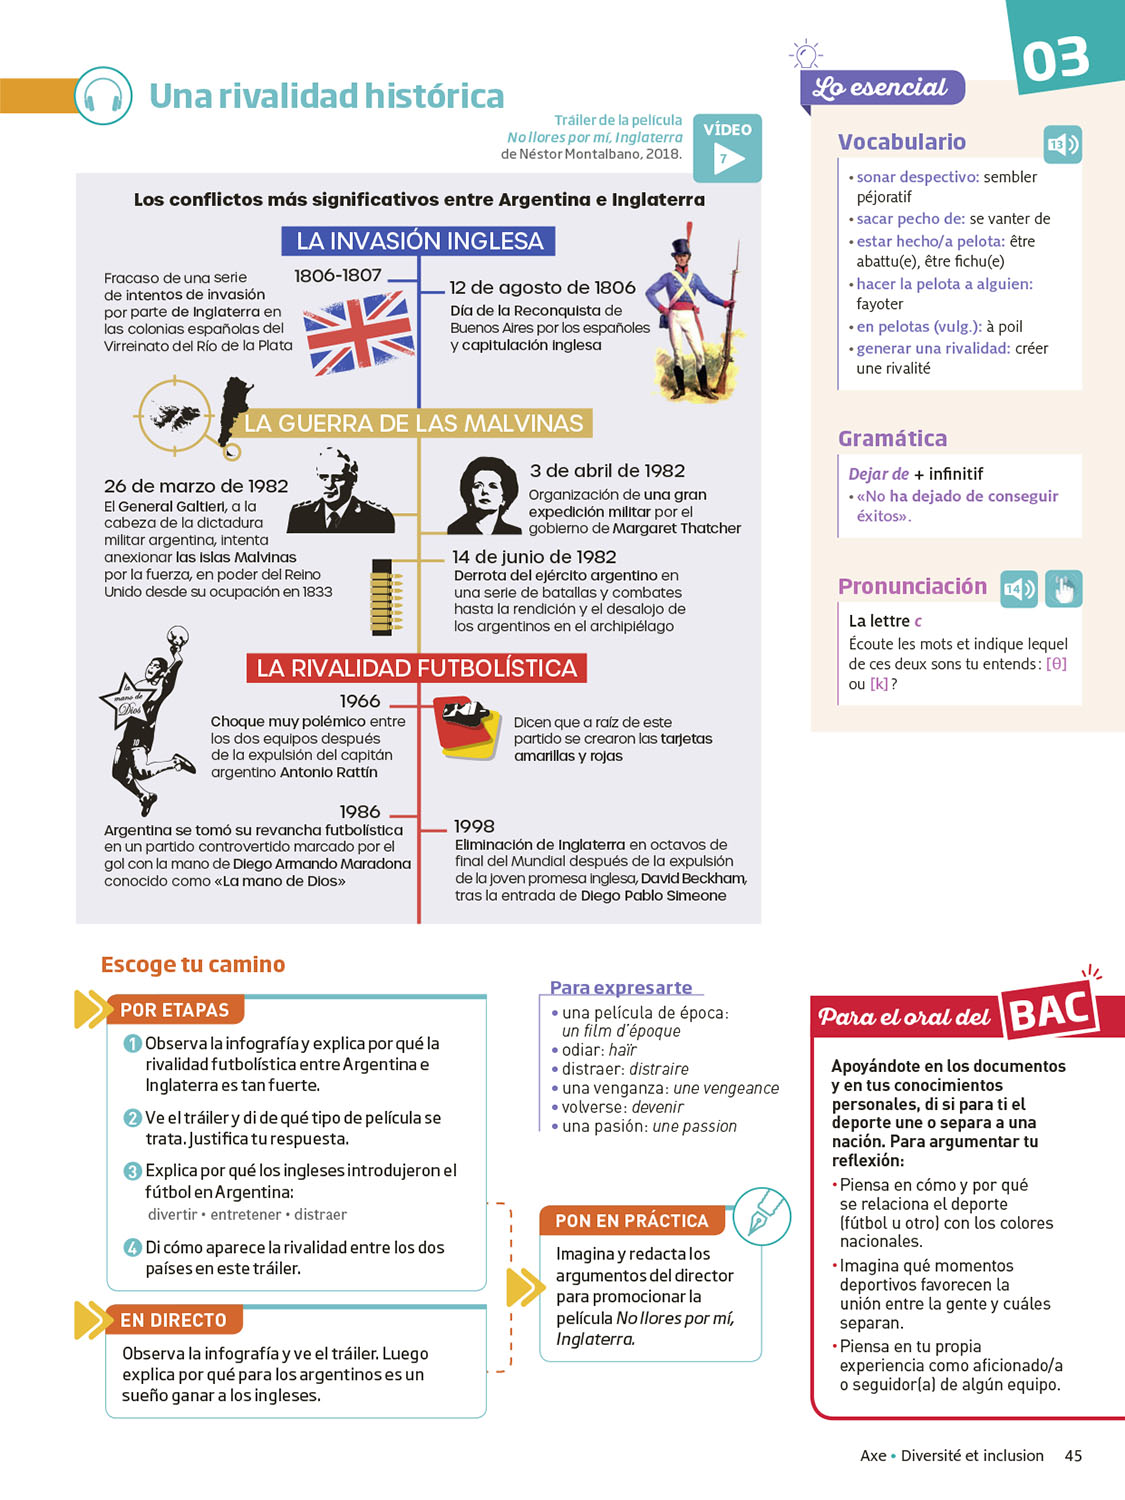 03
Una rivalidad histórica
Tráiler de la película
No llores por mí, Inglaterra
de Néstor Montalbano, 2018.
VÍDEO
7
Los conflictos más significativos entre Argentina e Inglaterra
LA INVASIÓN INGLESA
1806-1807
Fracaso de una serie
de intentos de invasión
por parte de Inglaterra en
las colonias españolas del
Virreinato del Río de la Plata
12 de agosto de 1806
Día de la Reconquista de
Buenos Aires por los españoles
y capitulación inglesa
LA GUERRA DE LAS MALVINAS
26 de marzo de 1982
El General Galtieri, a la
cabeza de la dictadura
militar argentina, intenta
anexionar las Islas Malvinas
por la fuerza, en poder del Reino
Unido desde su ocupación en 1833
3 de abril de 1982
Organización de una gran
expedición militar por el
gobierno de Margaret Thatcher
14 de junio de 1982
Derrota del ejército argentino en
una serie de batallas y combates
hasta la rendición y el desalojo de
los argentinos en el archipiélago
LA RIVALIDAD FUTBOLÍSTICA
la
mano de
Dios
10
1966
Choque muy polémico entre
los dos equipos después
de la expulsión del capitán
argentino Antonio Rattín
Dicen que a raíz de este
partido se crearon las tarjetas
amarillas y rojas
1986
Argentina se tomó su revancha futbolística
en un partido controvertido marcado por el
gol con la mano de Diego Armando Maradona
conocido como «La mano de Dios»
1998
Eliminación de Inglaterra en octavos de
final del Mundial después de la expulsión
de la joven promesa inglesa, David Beckham,
tras la entrada de Diego Pablo Simeone
Lo esencial
Vocabulario
13
• sonar despectivo: sembler
péjoratif
• sacar pecho de: se vanter de
• estar hecho/a pelota: être
abattu(e), être fichu(e)
• hacer la pelota a alguien:
fayoter
• en pelotas (vulg.): à poil
• generar una rivalidad: créer
une rivalité
Gramática
Dejar de + infinitif
• «No ha dejado de conseguir
éxitos».
Pronunciación
14
La lettre c
Écoute les mots et indique lequel
de ces deux sons tu entends : [θ]
ou [k] ?
Escoge tu camino
POR ETAPAS
1 Observa la infografía y explica por qué la
rivalidad futbolística entre Argentina e
Inglaterra es tan fuerte.
2 Ve el tráiler y di de qué tipo de película se
trata. Justifica tu respuesta.
3 Explica por qué los ingleses introdujeron el
fútbol en Argentina:
divertir • entretener • distraer
4 Di cómo aparece la rivalidad entre los dos
países en este tráiler.
EN DIRECTO
Observa la infografía y ve el tráiler. Luego
explica por qué para los argentinos es un
sueño ganar a los ingleses.
Para expresarte
• una película de época:
un film d'époque
• odiar: haïr
• distraer: distraire
• una venganza: une vengeance
• volverse: devenir
• una pasión: une passion
PON EN PRÁCTICA
Imagina y redacta los
argumentos del director
para promocionar la
película No llores por mí,
Inglaterra.
Para el oral del BAC
Apoyándote en los documentos
y en tus conocimientos
personales, di si para ti el
deporte une o separa a una
nación. Para argumentar tu
reflexión:
• Piensa en cómo y por qué
se relaciona el deporte
(fútbol u otro) con los colores
nacionales.
• Imagina qué momentos
deportivos favorecen la
unión entre la gente y cuáles
separan.
• Piensa en tu propia
experiencia como aficionado/a
o seguidor(a) de algún equipo.
Axe • Diversité et inclusion 45